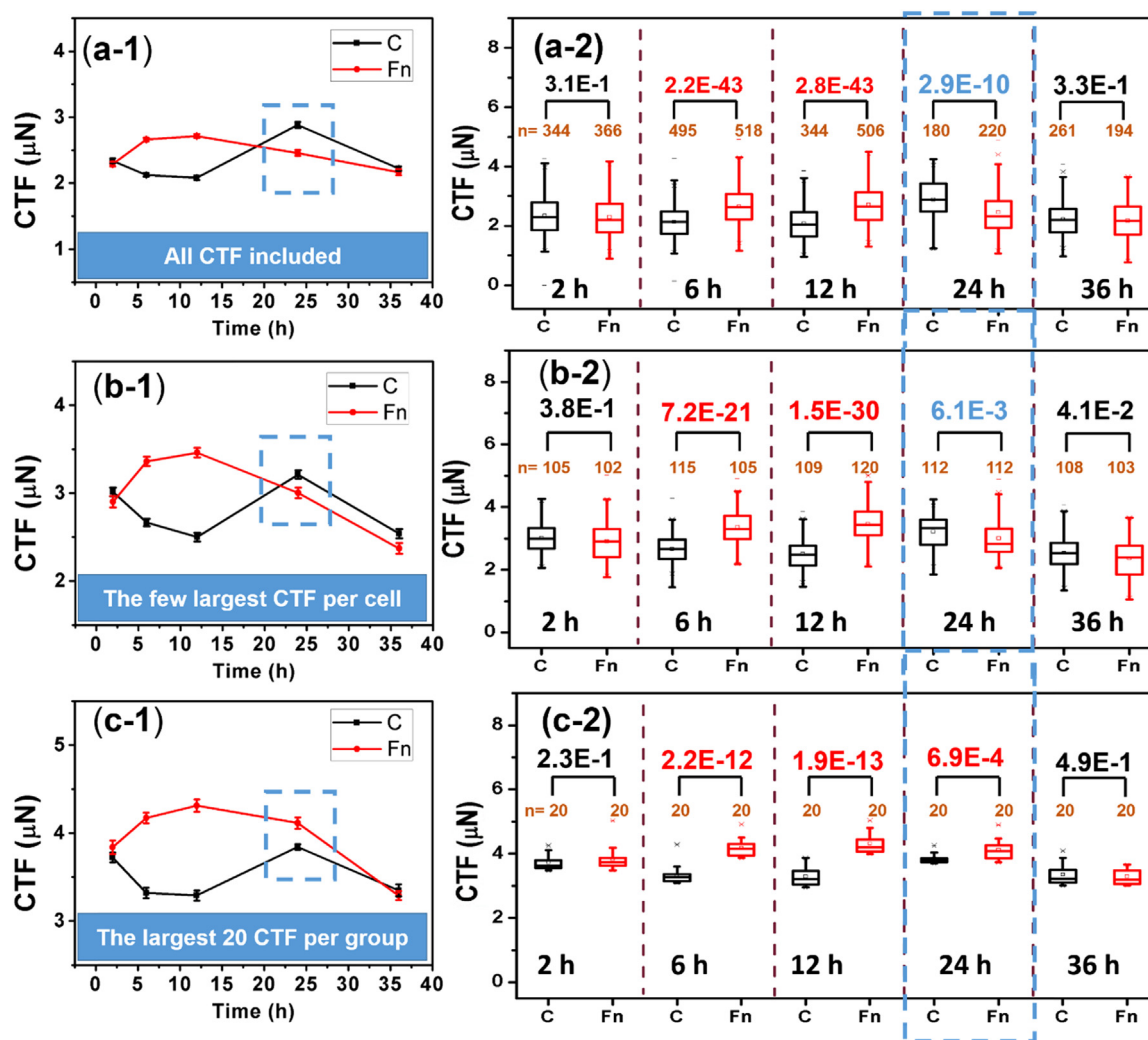 (a-1)
C
Fn
4
3
2
1
CTF (μN)
All CTF included
0 5 10 15 20 25 30 35 40
Time (h)
(a-2)
8
6
4
2
0
CTF (μN)
3.1E-1 2.2E-43 2.8E-43 2.9E-10 3.3E-1
n= 344 366 495 518 344 506 180 220 261 194
2 h 6 h 12 h 24 h 36 h
C Fn C Fn C Fn C Fn C Fn
(b-1)
C
Fn
4
3
2
CTF (μN)
The few largest CTF per cell
0 5 10 15 20 25 30 35 40
Time (h)
(b-2)
8
6
4
2
0
CTF (μN)
3.8E-1 7.2E-21 1.5E-30 6.1E-3 4.1E-2
n= 105 102 115 105 109 120 112 112 108 103
2 h 6 h 12 h 24 h 36 h
C Fn C Fn C Fn C Fn C Fn
(c-1)
C
Fn
5
4
3
CTF (μN)
The largest 20 CTF per group
0 5 10 15 20 25 30 35 40
Time (h)
(c-2)
8
6
4
2
0
CTF (μN)
2.3E-1 2.2E-12 1.9E-13 6.9E-4 4.9E-1
n= 20 20 20 20 20 20 20 20 20 20
2 h 6 h 12 h 24 h 36 h
C Fn C Fn C Fn C Fn C Fn